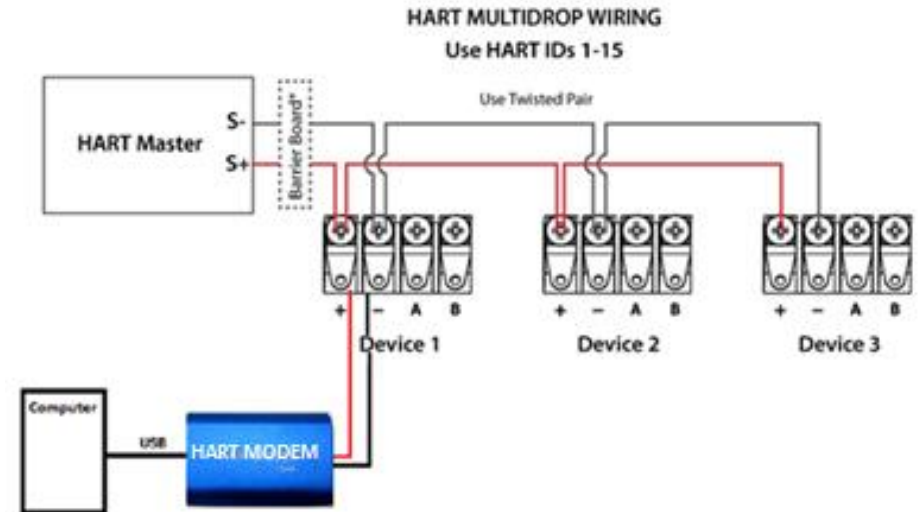 HART MULTIDROP WIRING
Use HART IDs 1-15
Use Twisted Pair
HART Master
S-
S+
Barrier Board*
+ - A B
+ - A B
+ - A B
Device 1
Device 2
Device 3
Computer
USB
HART MODEM